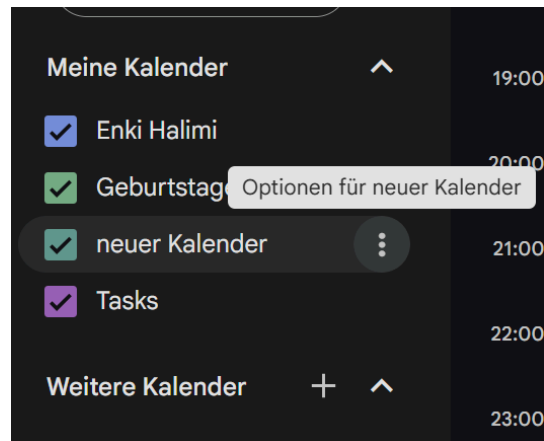 Meine Kalender
19:00
Enki Halimi
20:00
Optionen für neuer Kalender
neuer Kalender
21:00
Tasks
22:00
Weitere Kalender
23:00